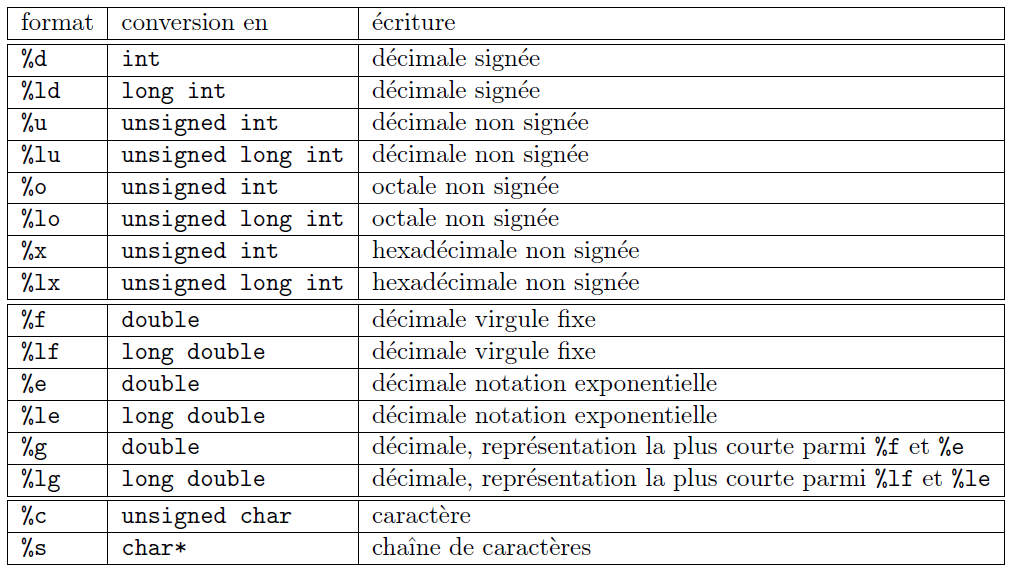 format conversion en écriture
%d int décimale signée
%ld long int décimale signée
%u unsigned int décimale non signée
%lu unsigned long int décimale non signée
%o unsigned int octale non signée
%lo unsigned long int octale non signée
%x unsigned int hexadécimale non signée
%lx unsigned long int hexadécimale non signée
%f double décimale virgule fixe
%lf long double décimale virgule fixe
%e double décimale notation exponentielle
%le long double décimale notation exponentielle
%g double décimale, représentation la plus courte parmi %f et %e
%lg long double décimale, représentation la plus courte parmi %lf et %le
%c unsigned char caractère
%s char* chaîne de caractères